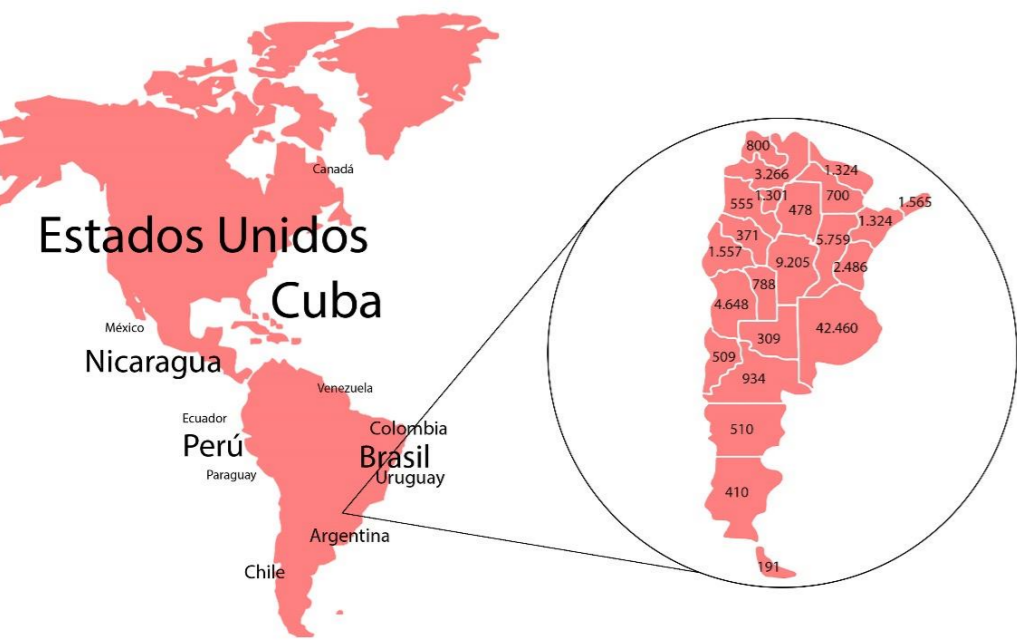 Canadá
Estados Unidos
Cuba
México
Nicaragua
Venezuela
Ecuador
Colombia
Perú
Brasil
Paraguay
Uruguay
Argentina
Chile
800
3.266
1.324
555
1.301
478
700
1.565
1.324
371
5.759
1.557
9.205
2.486
788
4.648
309
42.460
509
934
510
410
191